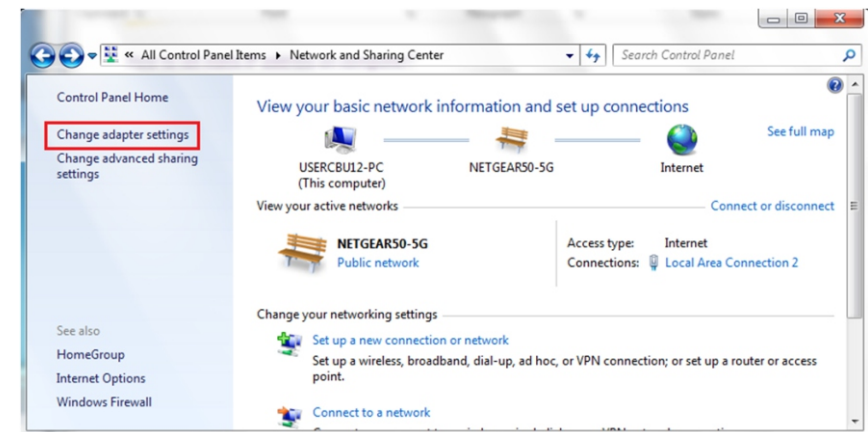 « All Control Panel Items ▸ Network and Sharing Center
Search Control Panel
Control Panel Home
Change adapter settings
Change advanced sharing
settings
See also
HomeGroup
Internet Options
Windows Firewall
View your basic network information and set up connections
See full map
USERCBU12-PC
(This computer)
NETGEAR50-5G
Internet
View your active networks
Connect or disconnect
NETGEAR50-5G
Public network
Access type: Internet
Connections: Local Area Connection 2
Change your networking settings
Set up a new connection or network
Set up a wireless, broadband, dial-up, ad hoc, or VPN connection; or set up a router or access
point.
Connect to a network